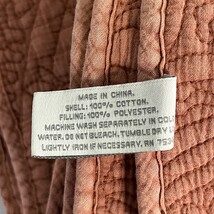 MADE IN CHINA.
SHELL: 100% COTTON.
FILLING: 100% POLYESTER.
MACHINE WASH SEPARATELY IN COLD
WATER. DO NOT BLEACH. TUMBLE DRY
LIGHTLY IRON IF NECESSARY. RN